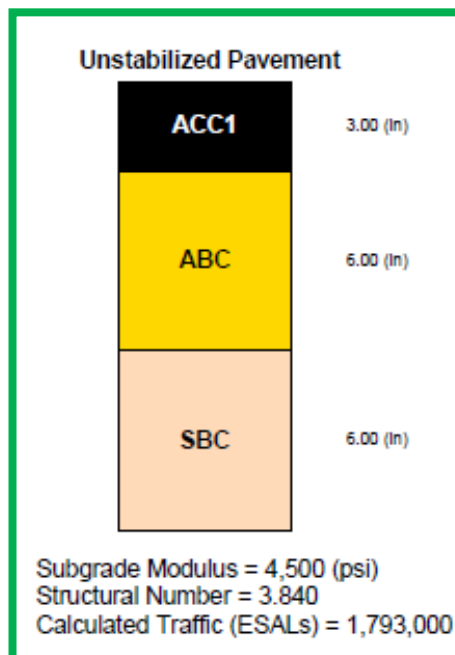 Unstabilized Pavement
ACC1
3.00 (in)
ABC
6.00 (in)
SBC
6.00 (in)
Subgrade Modulus = 4,500 (psi)
Structural Number = 3.840
Calculated Traffic (ESALs) = 1,793,000